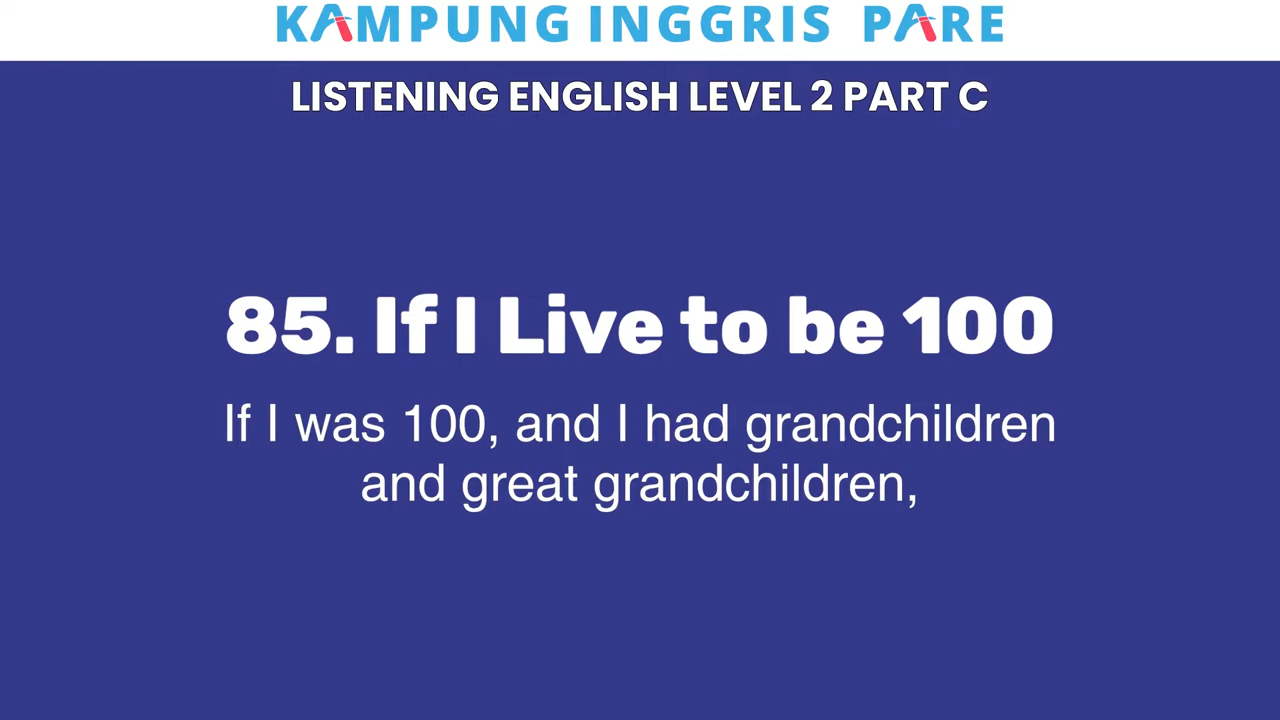 KAMPUNG INGGRIS PARE
LISTENING ENGLISH LEVEL 2 PART C
85. If I Live to be 100
If I was 100, and I had grandchildren
and great grandchildren,